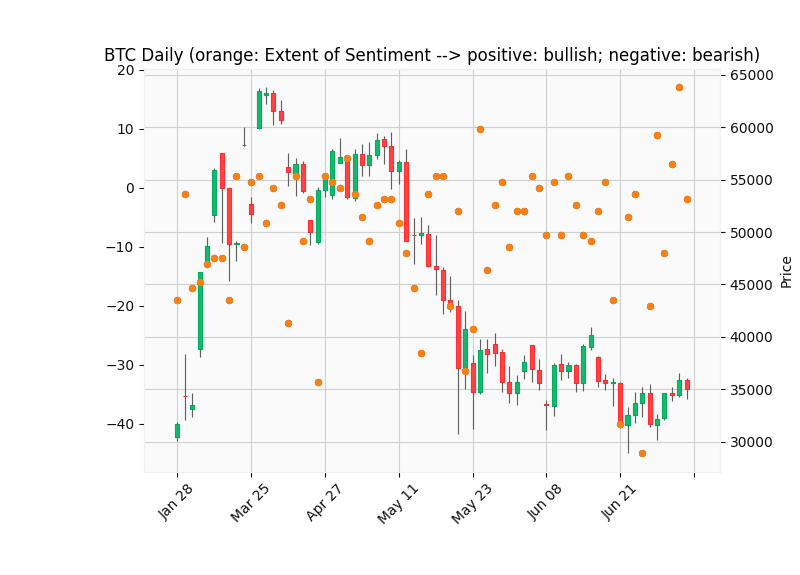 BTC Daily (orange: Extent of Sentiment --> positive: bullish; negative: bearish)
20
10
0
−10
−20
−30
−40
65000
60000
55000
50000
45000
40000
35000
30000
Price
Jan 28
Mar 25
Apr 27
May 11
May 23
Jun 08
Jun 21